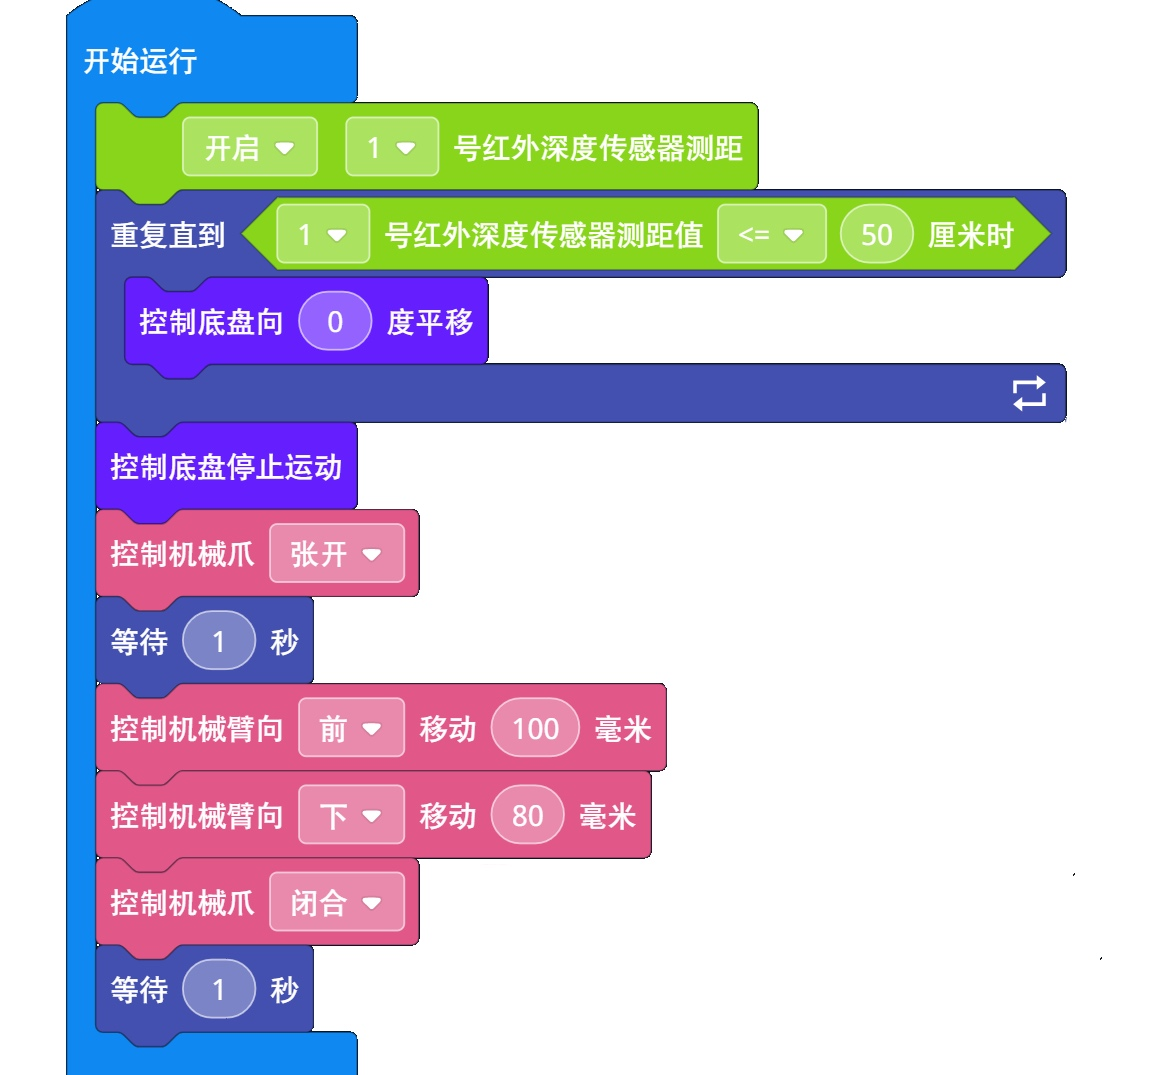 开始运行
开启 1 号红外深度传感器测距
重复直到 1 号红外深度传感器测距值 <= 50 厘米时
控制底盘向 0 度平移
控制底盘停止运动
控制机械爪 张开
等待 1 秒
控制机械臂向 前 移动 100 毫米
控制机械臂向 下 移动 80 毫米
控制机械爪 闭合
等待 1 秒